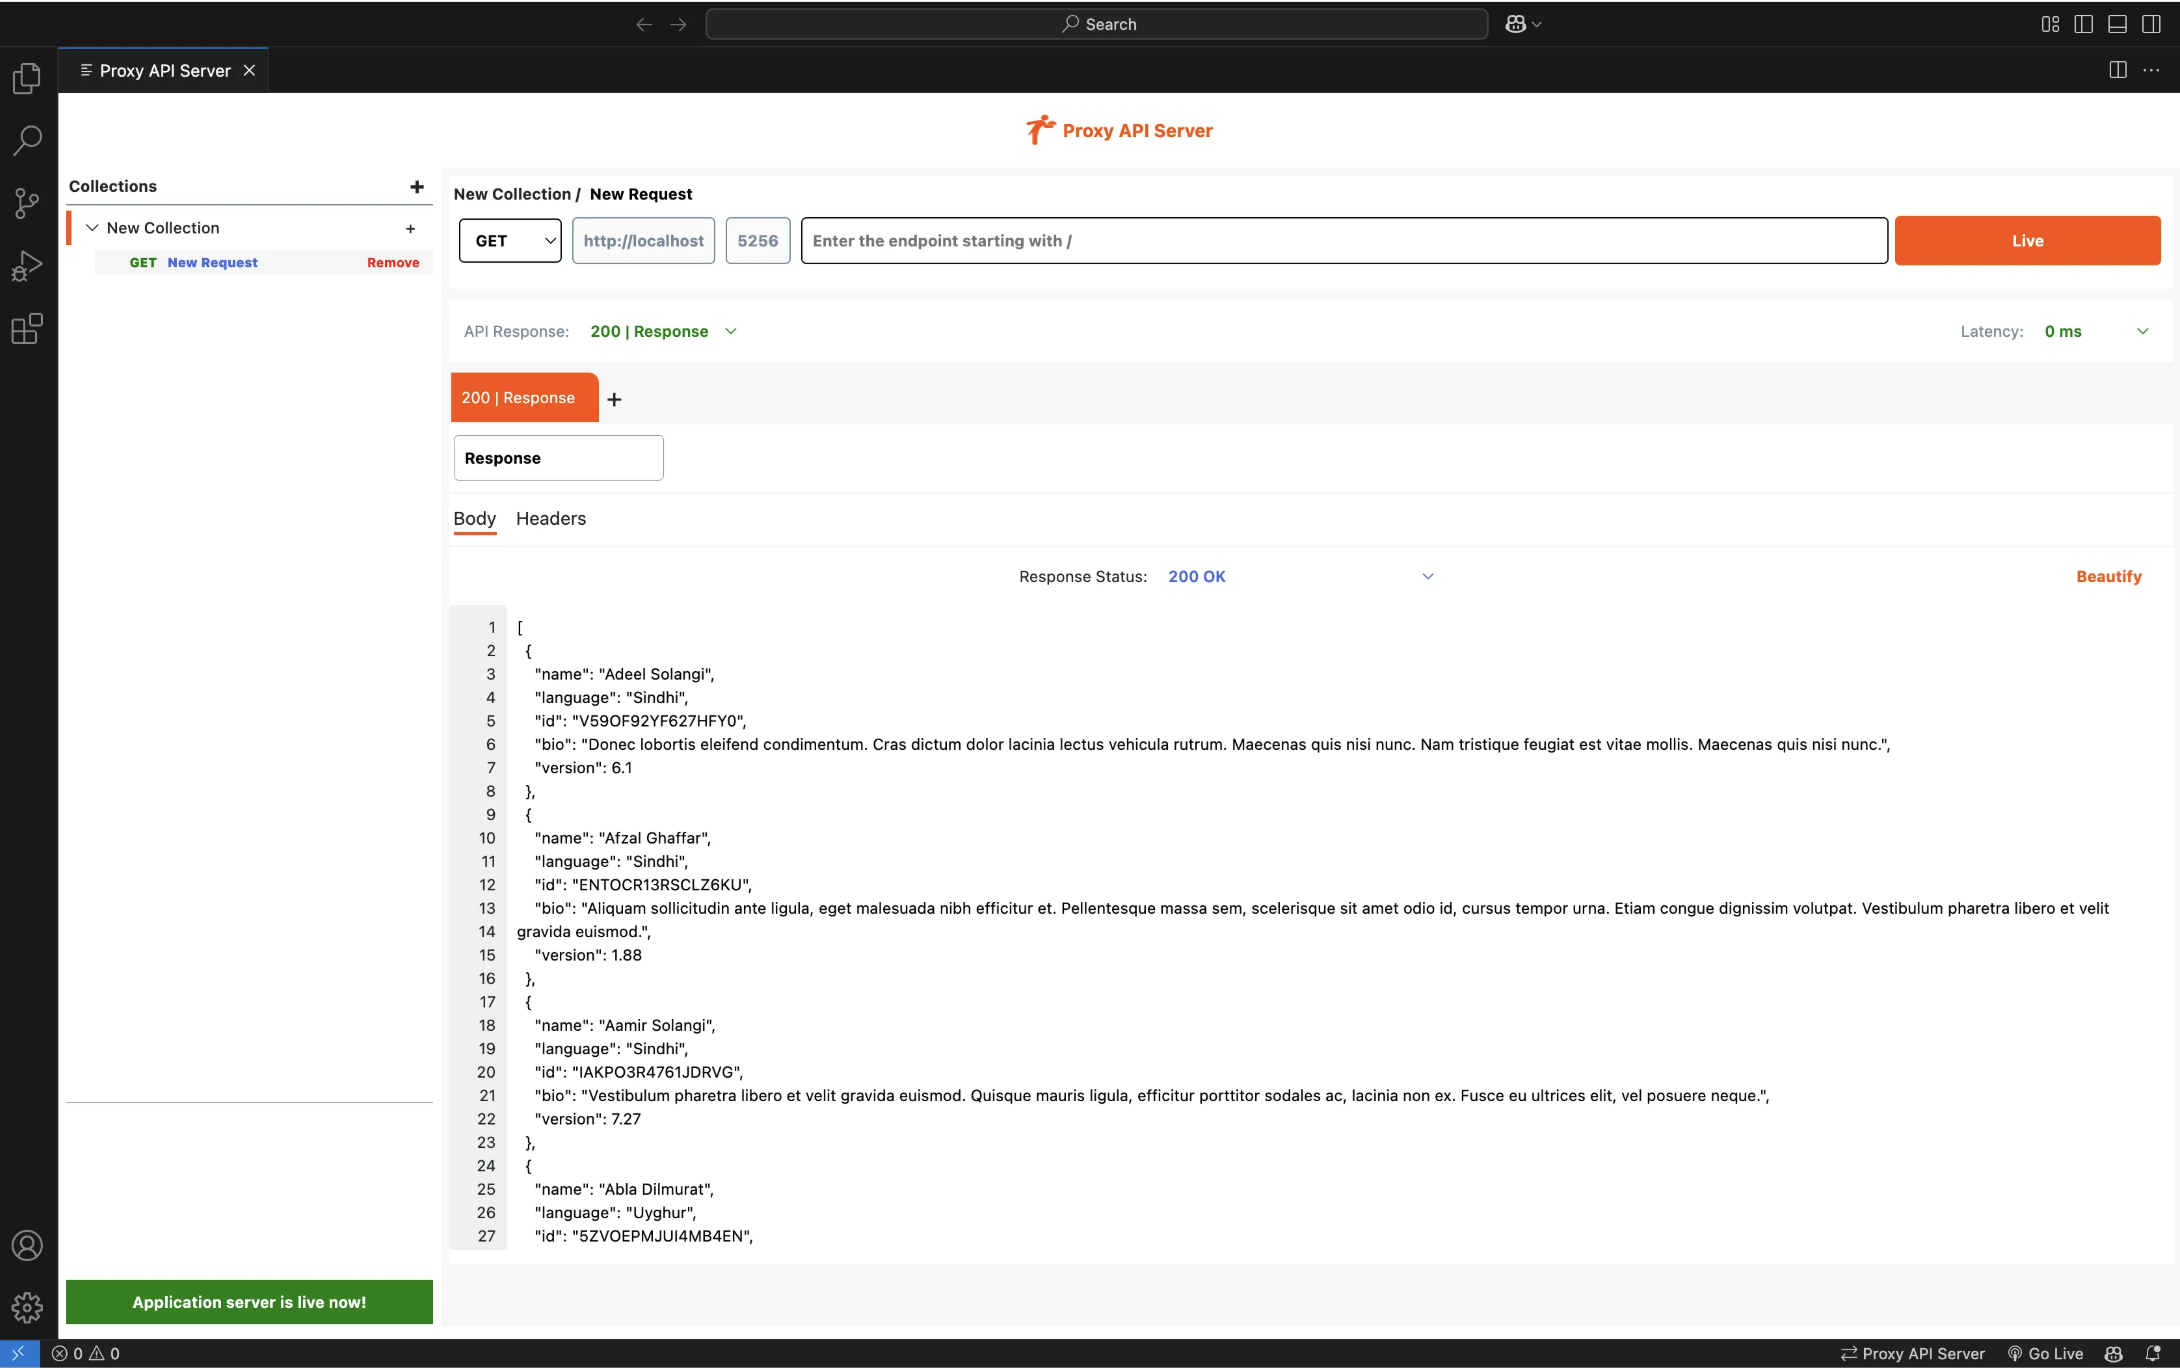 Search
Proxy API Server
Proxy API Server
Collections +
New Collection +
GET New Request Remove
New Collection / New Request
GET http://localhost 5256 Enter the endpoint starting with / Live
API Response: 200 | Response Latency: 0 ms
200 | Response +
Response
Body Headers
Response Status: 200 OK Beautify
1 [
2 {
3 "name": "Adeel Solangi",
4 "language": "Sindhi",
5 "id": "V59OF92YF627HFY0",
6 "bio": "Donec lobortis eleifend condimentum. Cras dictum dolor lacinia lectus vehicula rutrum. Maecenas quis nisi nunc. Nam tristique feugiat est vitae mollis. Maecenas quis nisi nunc.",
7 "version": 6.1
8 },
9 {
10 "name": "Afzal Ghaffar",
11 "language": "Sindhi",
12 "id": "ENTOCR13RSCLZ6KU",
13 "bio": "Aliquam sollicitudin ante ligula, eget malesuada nibh efficitur et. Pellentesque massa sem, scelerisque sit amet odio id, cursus tempor urna. Etiam congue dignissim volutpat. Vestibulum pharetra libero et velit
14 gravida euismod.",
15 "version": 1.88
16 },
17 {
18 "name": "Aamir Solangi",
19 "language": "Sindhi",
20 "id": "IAKPO3R4761JDRVG",
21 "bio": "Vestibulum pharetra libero et velit gravida euismod. Quisque mauris ligula, efficitur porttitor sodales ac, lacinia non ex. Fusce eu ultrices elit, vel posuere neque.",
22 "version": 7.27
23 },
24 {
25 "name": "Abla Dilmurat",
26 "language": "Uyghur",
27 "id": "5ZVOEPMJUI4MB4EN",
Application server is live now!
0 0 Proxy API Server Go Live